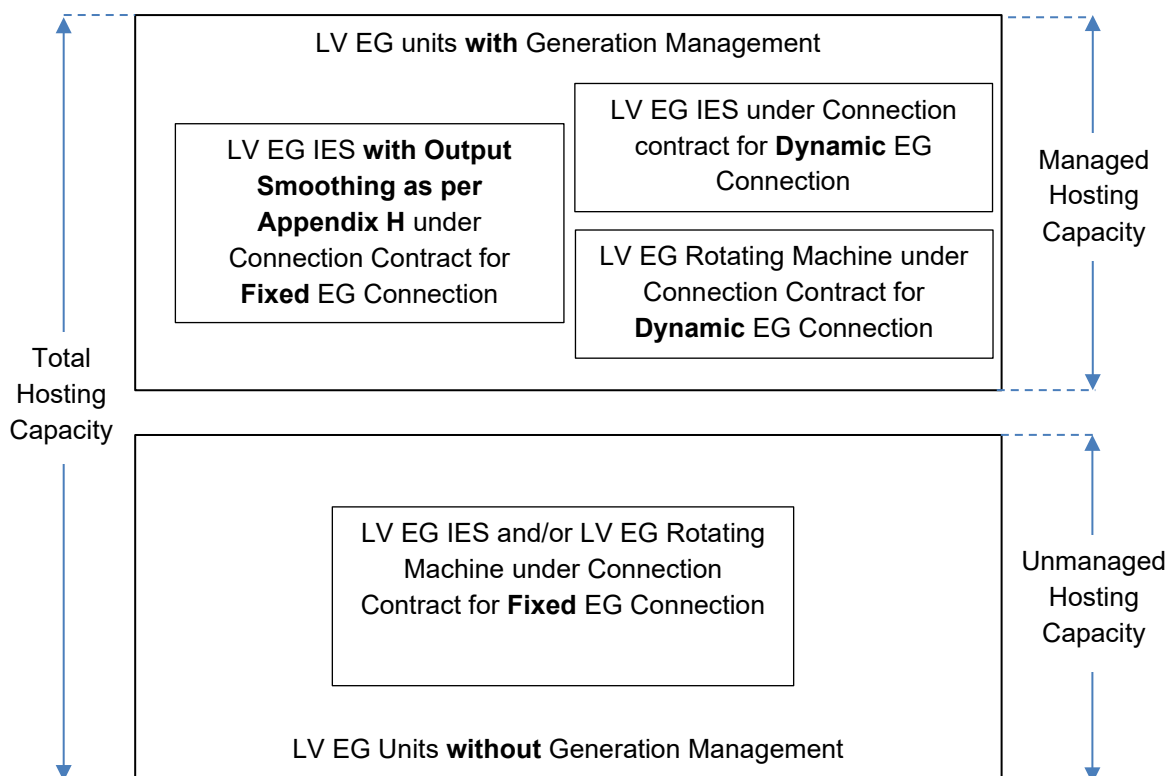 LV EG units with Generation Management
LV EG IES with Output
Smoothing as per
Appendix H under
Connection Contract for
Fixed EG Connection
LV EG IES under Connection
contract for Dynamic EG
Connection
LV EG Rotating Machine under
Connection Contract for
Dynamic EG Connection
Managed
Hosting
Capacity
Total
Hosting
Capacity
LV EG IES and/or LV EG Rotating
Machine under Connection
Contract for Fixed EG Connection
LV EG Units without Generation Management
Unmanaged
Hosting
Capacity